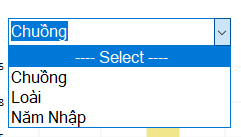 Chuồng
---- Select ----
Chuồng
Loài
Năm Nhập